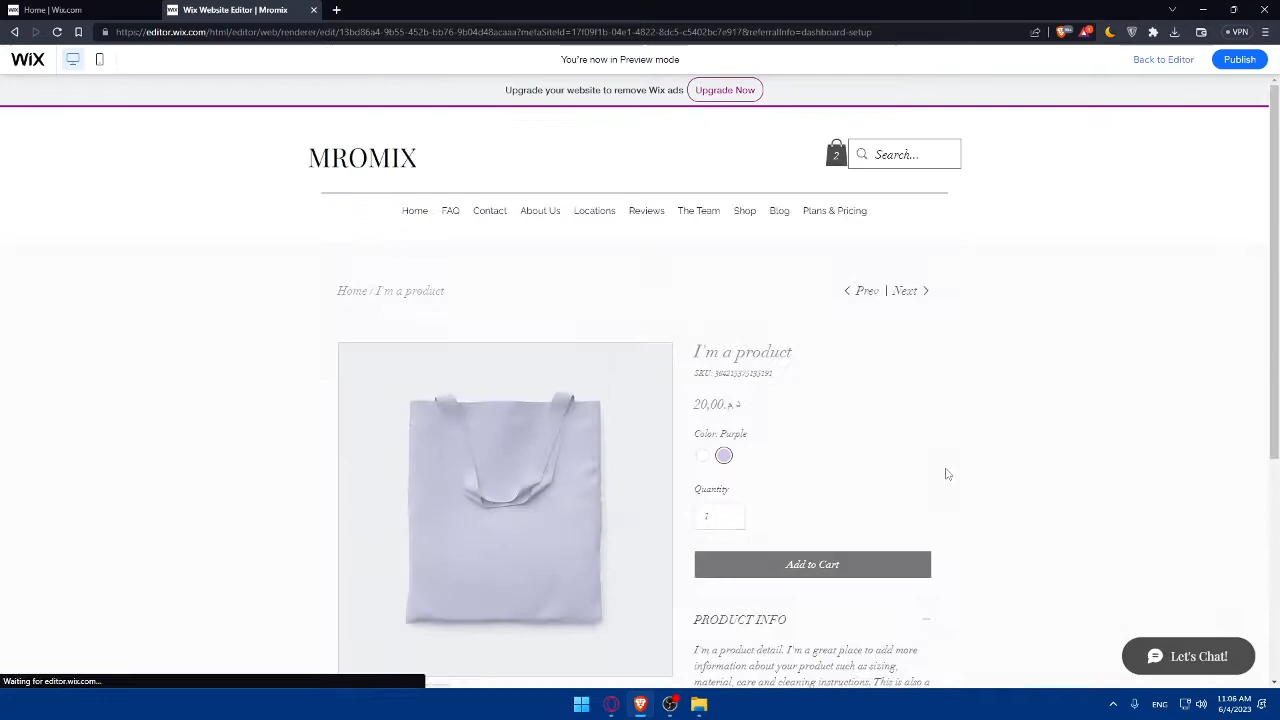 Home | Wix.com
Wix Website Editor | Mromix
https://editor.wix.com/html/editor/web/renderer/edit/13bd86a4-9b55-452b-bb76-9b04d48acaaa?metaSiteId=17f09f1b-04e1-4822-8dc5-c5402bc7e917&referralInfo=dashboard-setup
VPN
WiX
You're now in Preview mode
Back to Editor
Publish
Upgrade your website to remove Wix ads
Upgrade Now
MROMIX
2
Search...
Home
FAQ
Contact
About Us
Locations
Reviews
The Team
Shop
Blog
Plans & Pricing
Home / I'm a product
Prev | Next
I'm a product
SKU: 364215375135191
20,00
Color: Purple
Quantity
1
Add to Cart
PRODUCT INFO
I'm a product detail. I'm a great place to add more
information about your product such as sizing,
material, care and cleaning instructions. This is also a
Let's Chat!
Waiting for editor.wix.com...
ENG
11:06 AM
6/4/2023